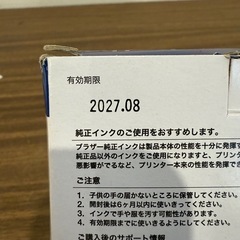 有効期限
2027.08
純正インクのご使用をおすすめします。
ブラザー純正インクは製品本体の性能を十分に発揮す
純正品以外のインクをご使用になりますと、プリ
悪影響がでるなど、プリンター本来の性能を発揮でき
ご注意
1. 子供の手の届かないところに保管してください。
2. 開封後は6ヶ月以内に使いきってください。
3. インクで手や服を汚す可能性があります。
4. 有効期限までに使いきるようにしてください。
ご購入後のサポート情報